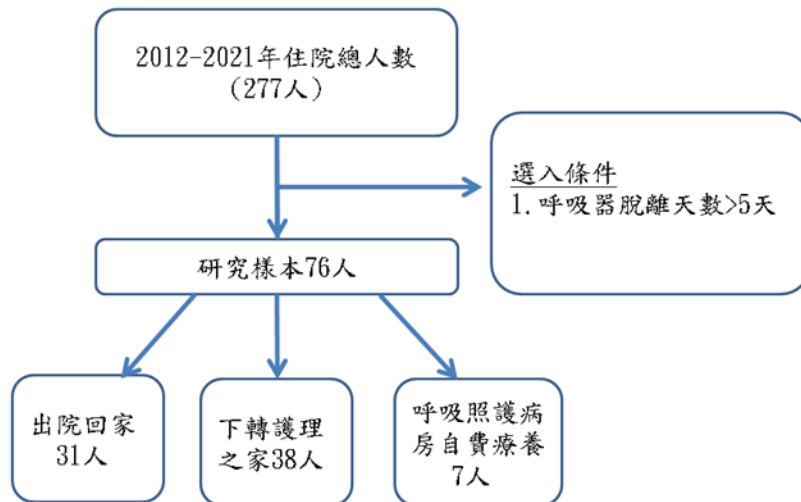 2012-2021年住院總人數
(277人)
選入條件
1.呼吸器脫離天數>5天
研究樣本76人
出院回家
31人
下轉護理
之家38人
呼吸照護病
房自費療養
7人